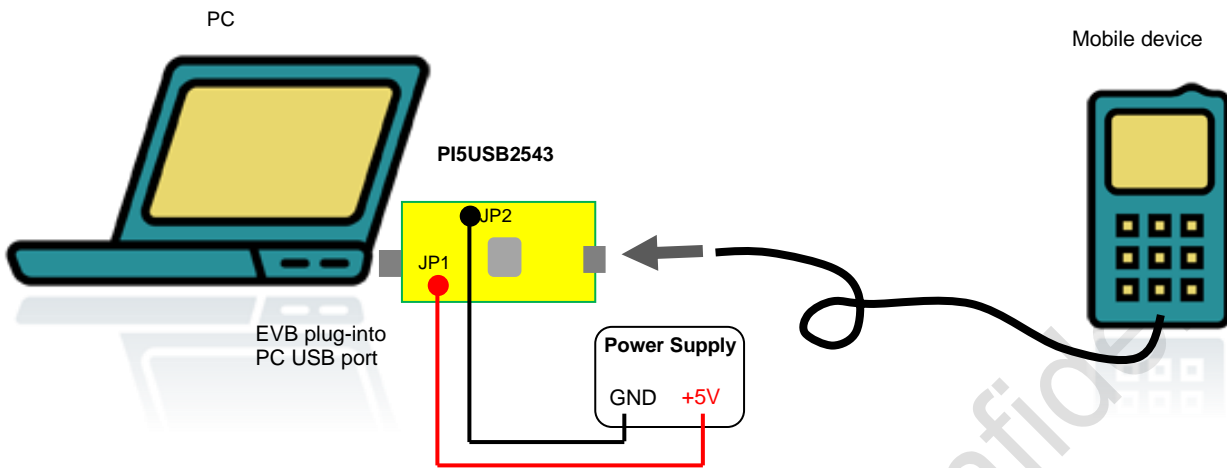 PC
Mobile device
PI5USB2543
JP2
JP1
EVB plug-into
PC USB port
Power Supply
GND +5V